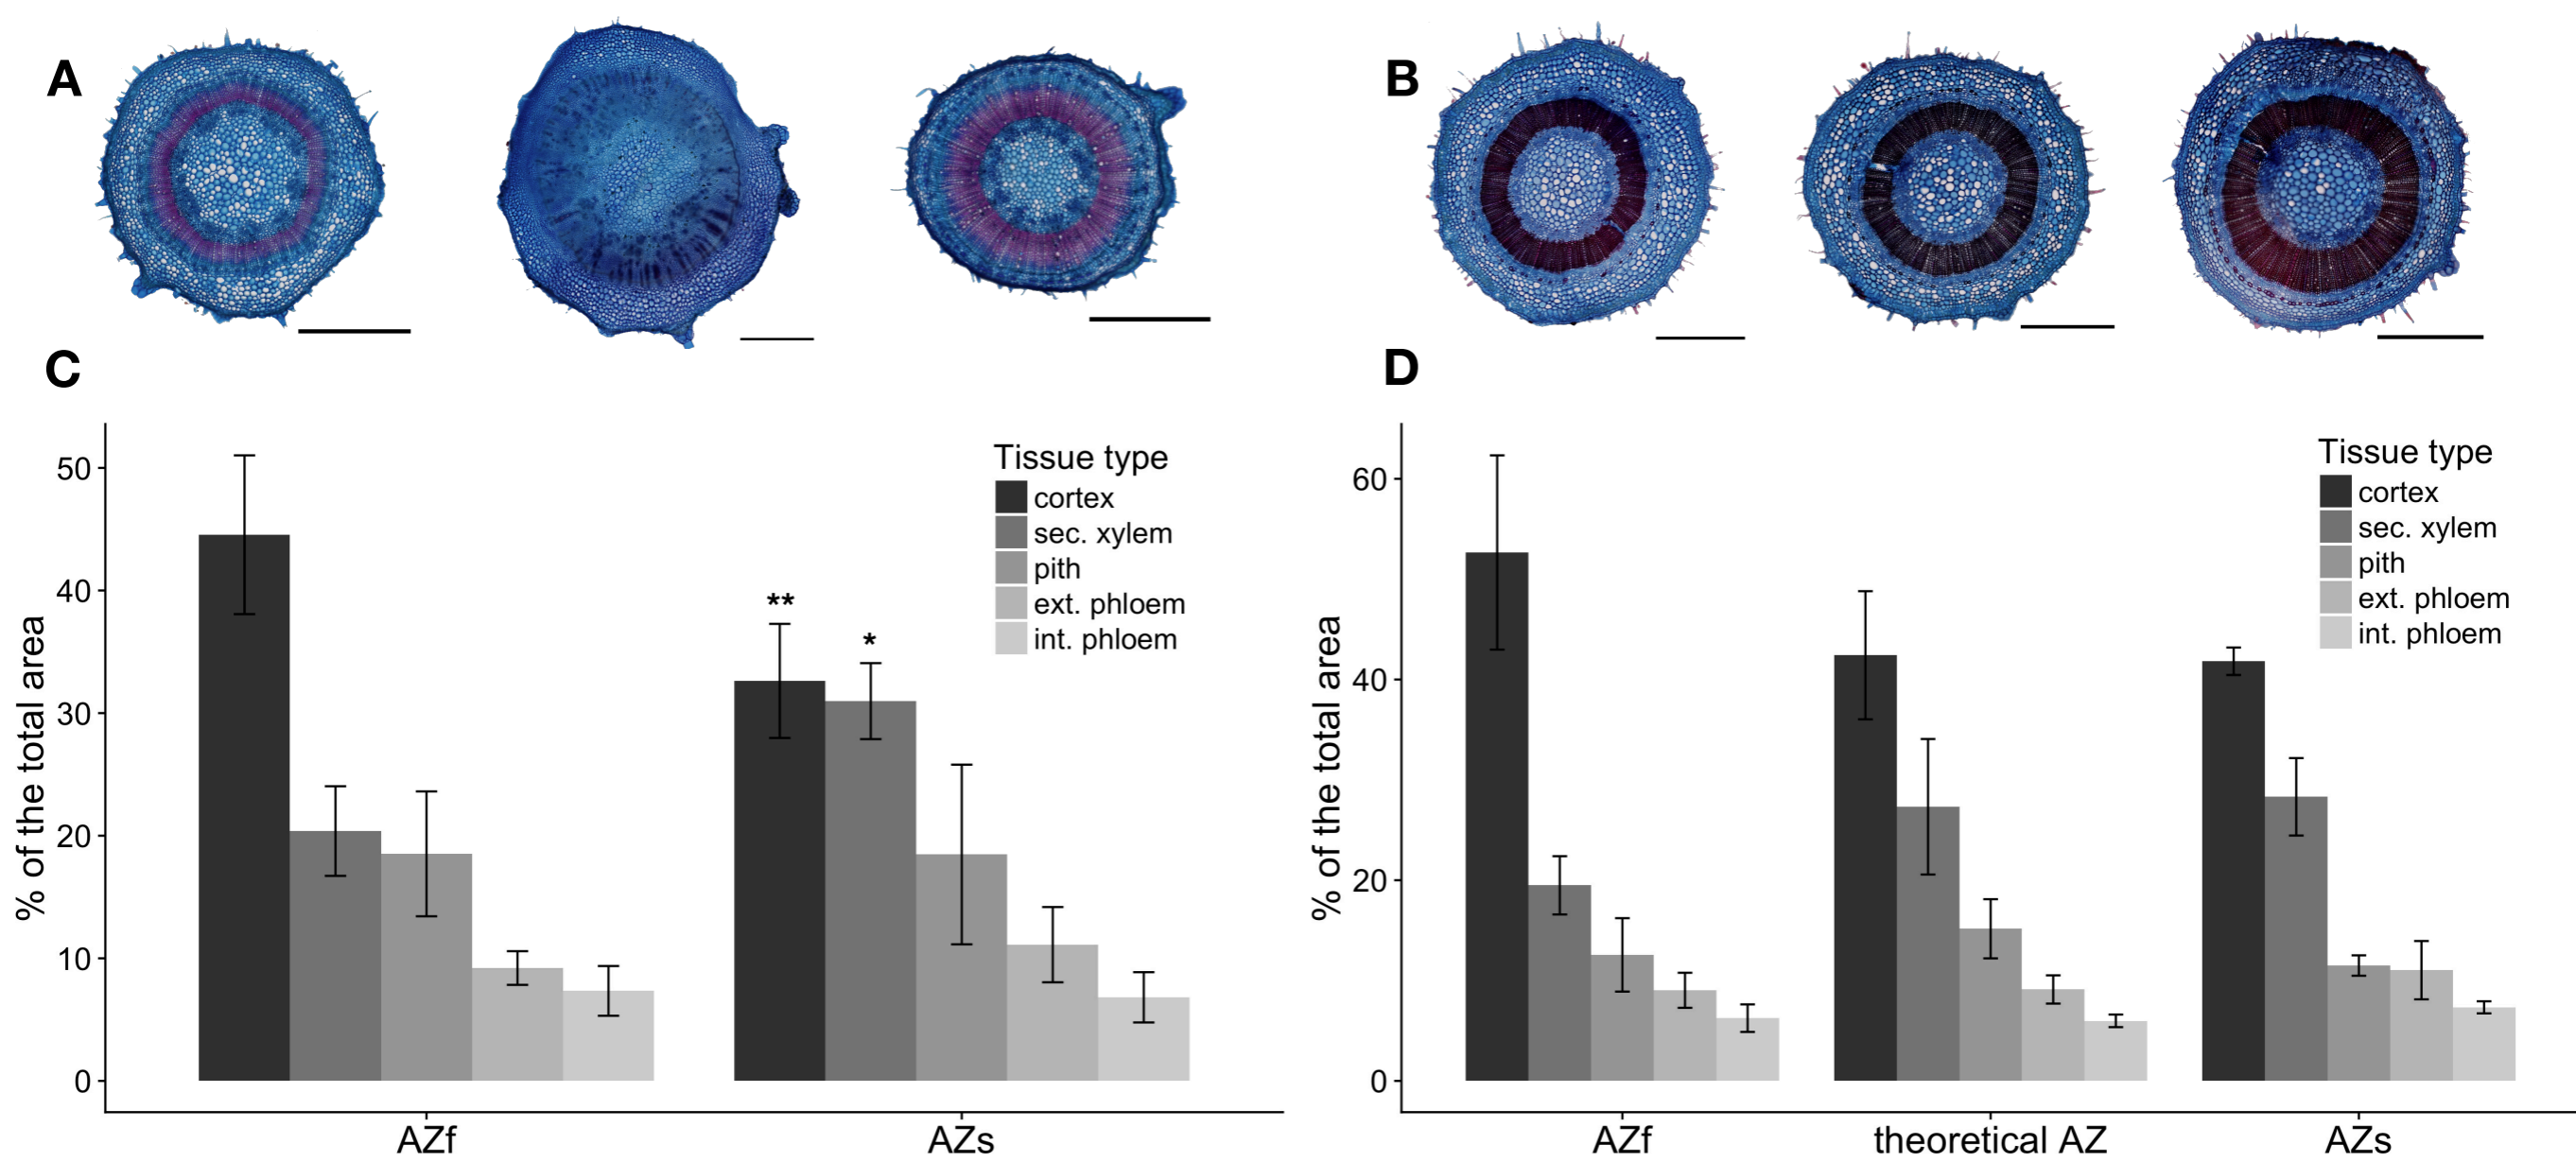 A
B
C
D
% of the total area
50
40
30
20
10
0
**
*
Tissue type
cortex
sec. xylem
pith
ext. phloem
int. phloem
AZf
AZs
% of the total area
60
40
20
0
Tissue type
cortex
sec. xylem
pith
ext. phloem
int. phloem
AZf
theoretical AZ
AZs